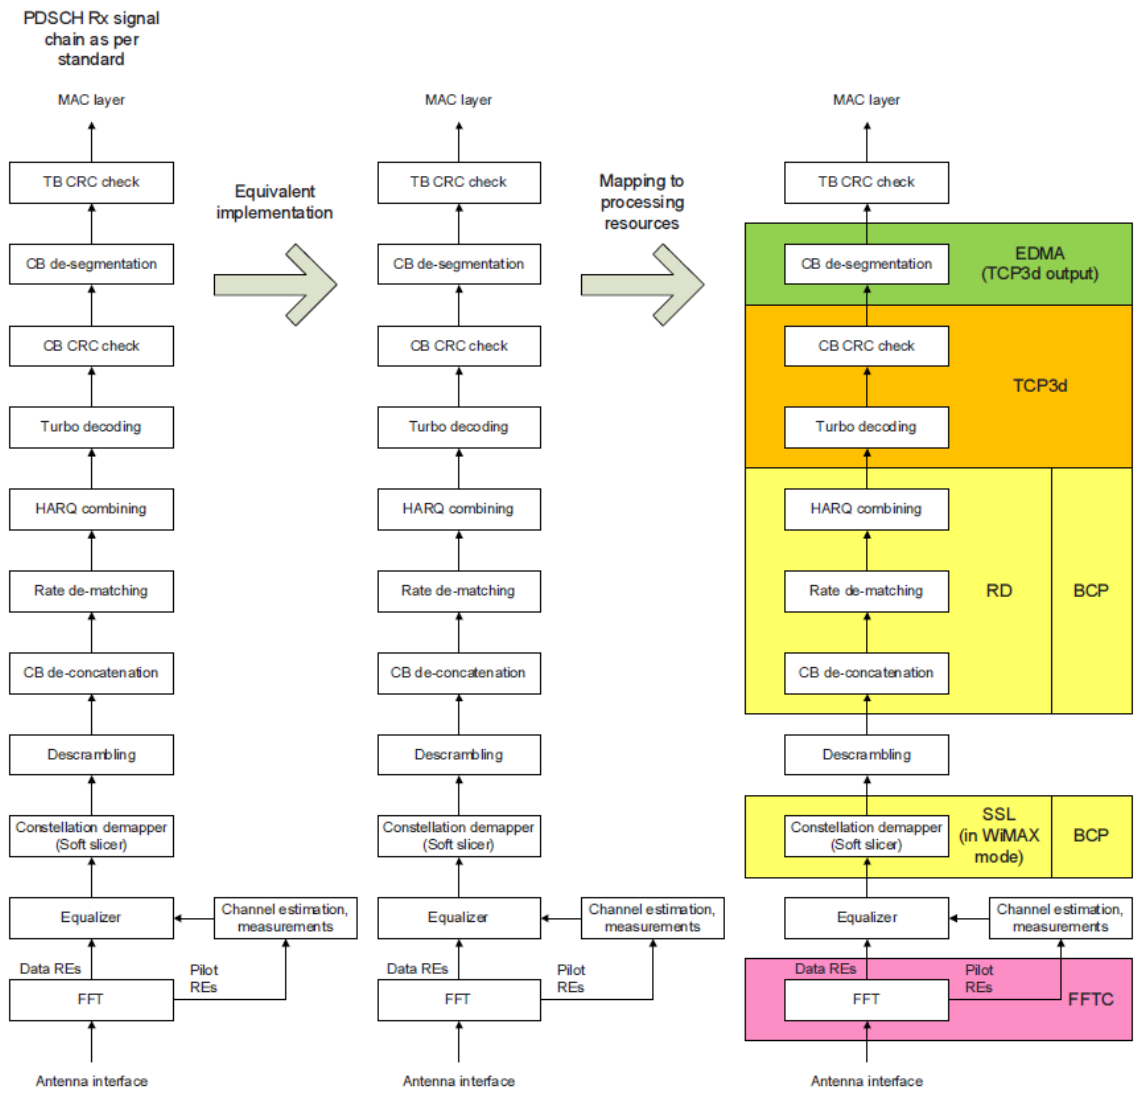 PDSCH Rx signal
chain as per
standard
MAC layer
TB CRC check
CB de-segmentation
CB CRC check
Turbo decoding
HARQ combining
Rate de-matching
CB de-concatenation
Descrambling
Constellation demapper
(Soft slicer)
Equalizer
Channel estimation,
measurements
Data REs
Pilot
REs
FFT
Antenna interface
Equivalent
implementation
MAC layer
TB CRC check
CB de-segmentation
CB CRC check
Turbo decoding
HARQ combining
Rate de-matching
CB de-concatenation
Descrambling
Constellation demapper
(Soft slicer)
Equalizer
Channel estimation,
measurements
Data REs
Pilot
REs
FFT
Antenna interface
Mapping to
processing
resources
MAC layer
TB CRC check
CB de-segmentation
EDMA
(TCP3d output)
CB CRC check
TCP3d
Turbo decoding
HARQ combining
Rate de-matching
RD
BCP
CB de-concatenation
Descrambling
Constellation demapper
(Soft slicer)
SSL
(in WiMAX
mode)
BCP
Equalizer
Channel estimation,
measurements
Data REs
Pilot
REs
FFT
FFTC
Antenna interface